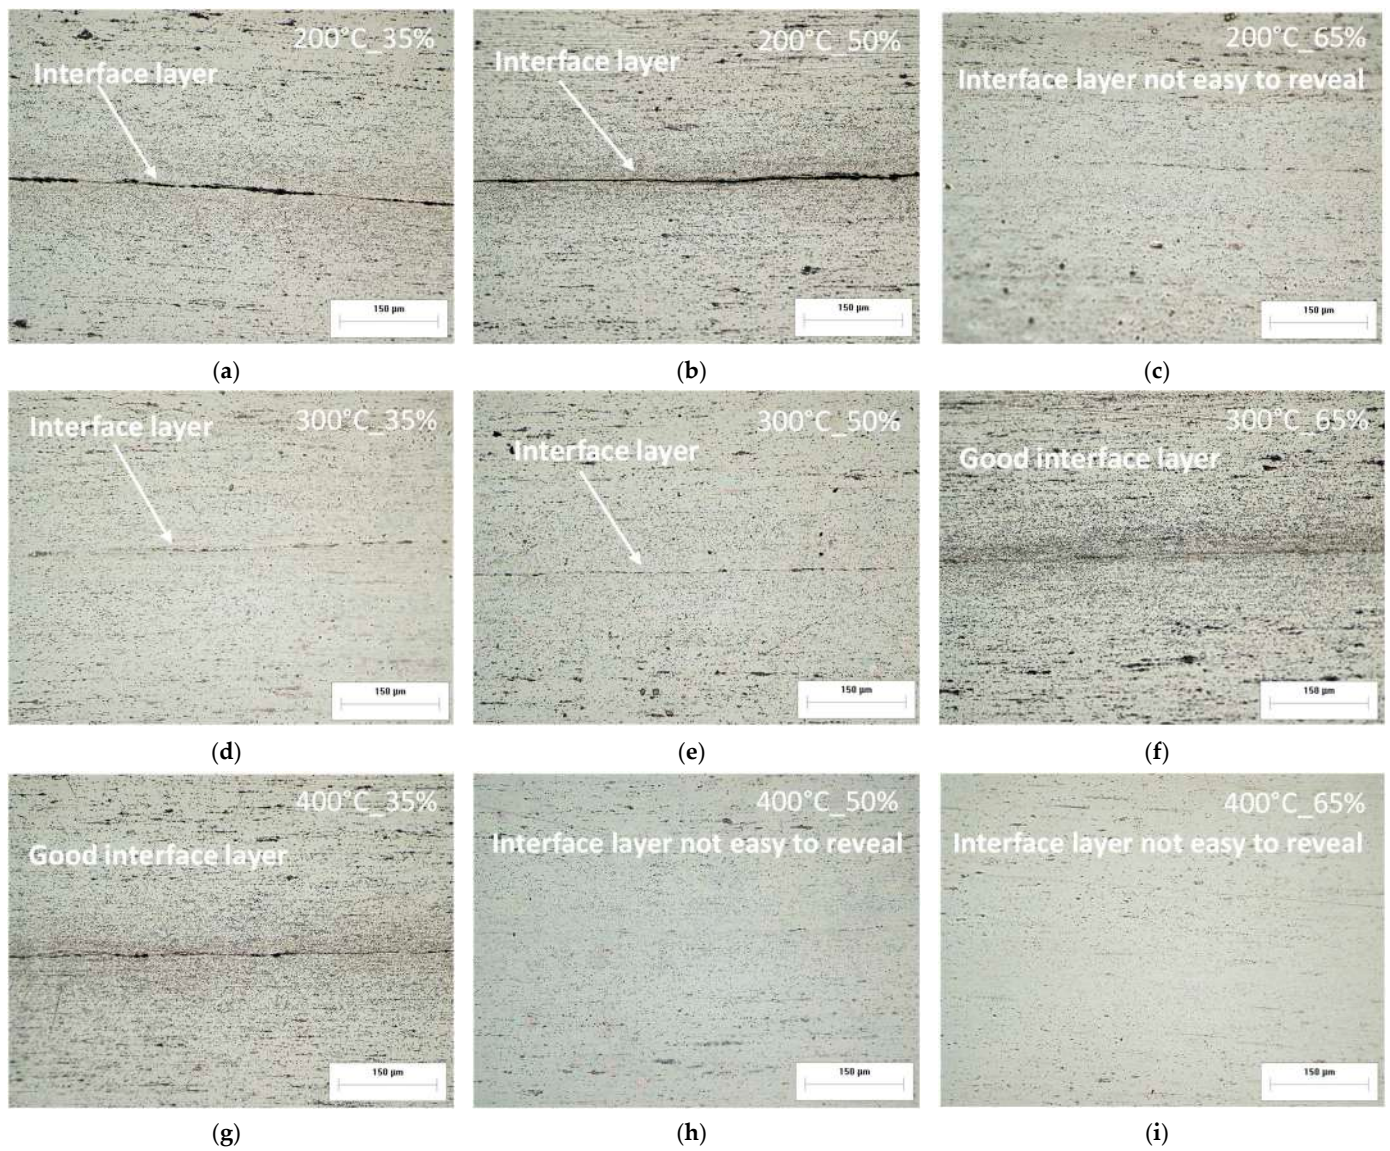 200°C_35%
Interface layer
150 µm
(a)
200°C_50%
Interface layer
150 µm
(b)
200°C_65%
Interface layer not easy to reveal
150 µm
(c)
300°C_35%
Interface layer
150 µm
(d)
300°C_50%
Interface layer
150 µm
(e)
300°C_65%
Good interface layer
150 µm
(f)
400°C_35%
Good interface layer
150 µm
(g)
400°C_50%
Interface layer not easy to reveal
150 µm
(h)
400°C_65%
Interface layer not easy to reveal
150 µm
(i)